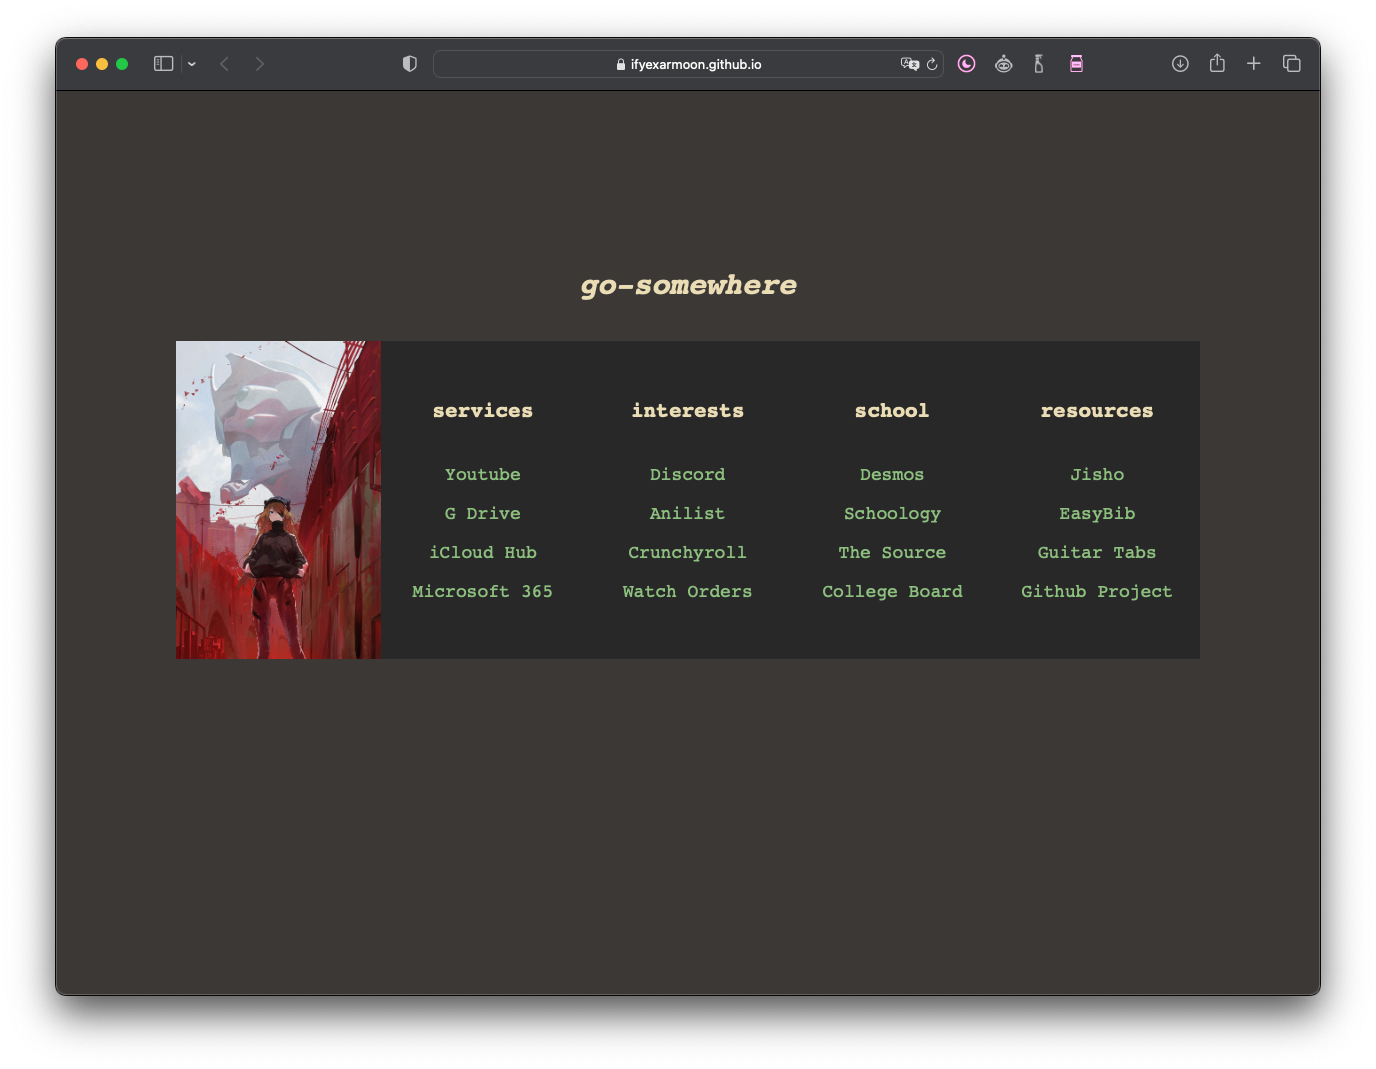 ifyexarmoon.github.io
go-somewhere
services
Youtube
G Drive
iCloud Hub
Microsoft 365
interests
Discord
Anilist
Crunchyroll
Watch Orders
school
Desmos
Schoology
The Source
College Board
resources
Jisho
EasyBib
Guitar Tabs
Github Project